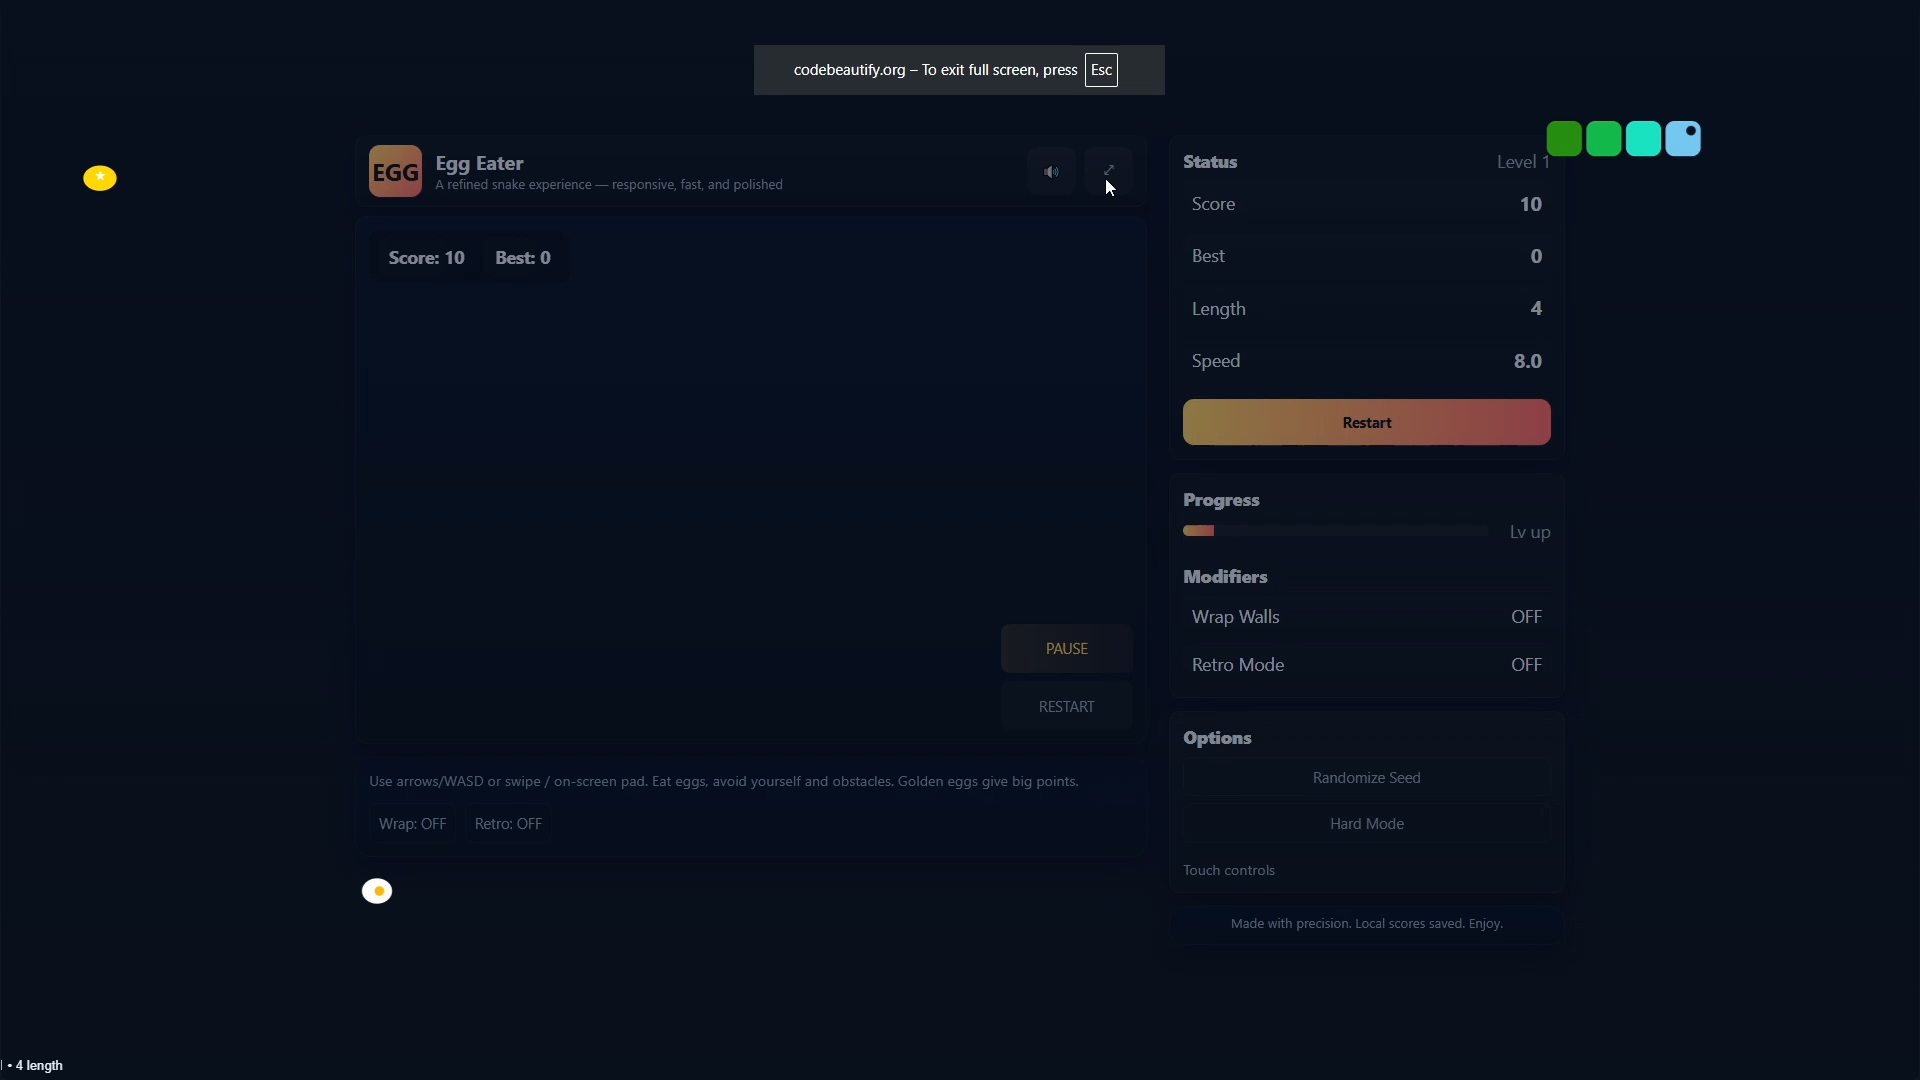 codebeautify.org – To exit full screen, press Esc
EGG
Egg Eater
A refined snake experience — responsive, fast, and polished
Score: 10 Best: 0
PAUSE
RESTART
Use arrows/WASD or swipe / on-screen pad. Eat eggs, avoid yourself and obstacles. Golden eggs give big points.
Wrap: OFF Retro: OFF
Status Level 1
Score 10
Best 0
Length 4
Speed 8.0
Restart
Progress
Lv up
Modifiers
Wrap Walls OFF
Retro Mode OFF
Options
Randomize Seed
Hard Mode
Touch controls
Made with precision. Local scores saved. Enjoy.
• 4 length